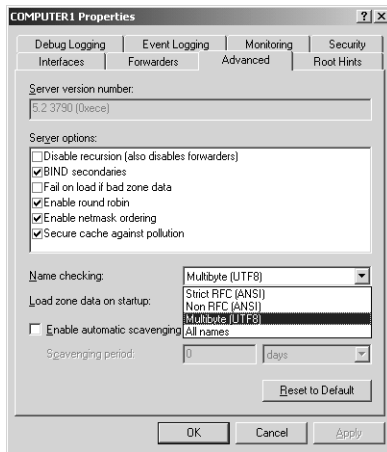 COMPUTER1 Properties
Debug Logging Event Logging Monitoring Security
Interfaces Forwarders Advanced Root Hints
Server version number:
5.2 3790 (0xece)
Server options:
Disable recursion (also disables forwarders)
BIND secondaries
Fail on load if bad zone data
Enable round robin
Enable netmask ordering
Secure cache against pollution
Name checking: Multibyte (UTF8)
Strict RFC (ANSI)
Load zone data on startup: Non RFC (ANSI)
Multibyte (UTF8)
Enable automatic scavenging All names
Scavenging period: 0 days
Reset to Default
OK Cancel Apply